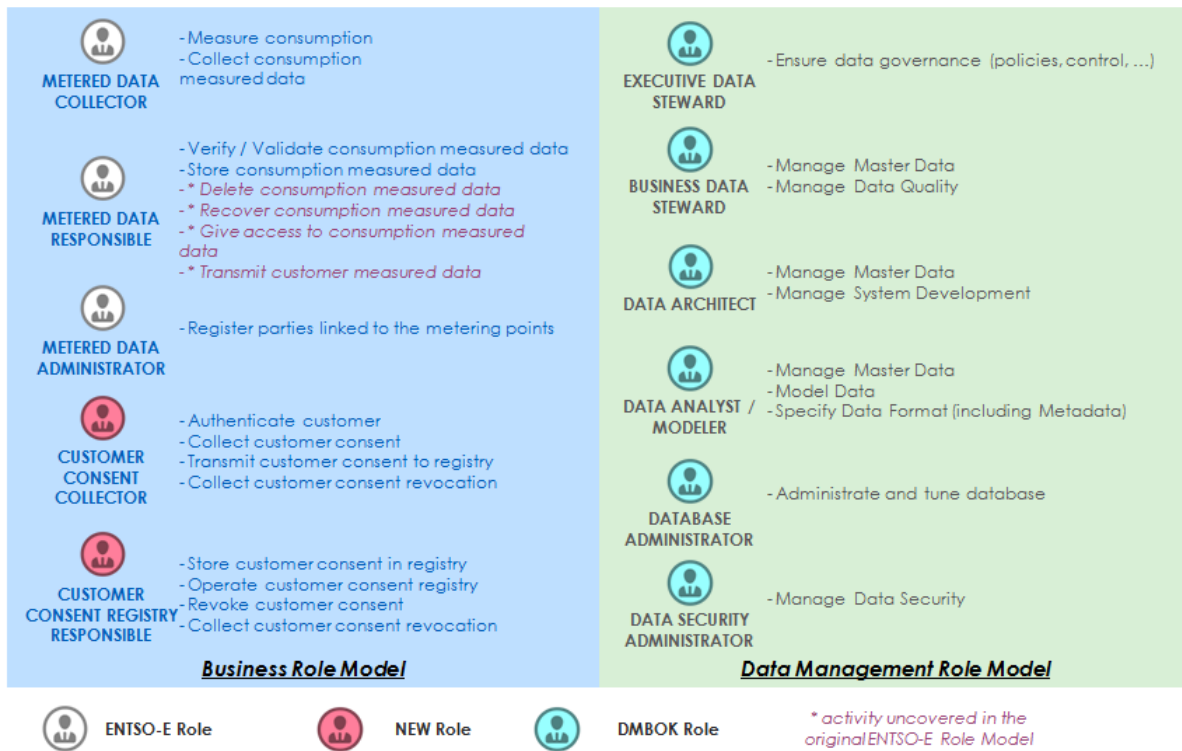 - Measure consumption
- Collect consumption
measured data
METERED DATA
COLLECTOR
- Verify / Validate consumption measured data
- Store consumption measured data
- * Delete consumption measured data
- * Recover consumption measured data
- * Give access to consumption measured
data
- * Transmit customer measured data
METERED DATA
RESPONSIBLE
- Register parties linked to the metering points
METERED DATA
ADMINISTRATOR
- Authenticate customer
- Collect customer consent
- Transmit customer consent to registry
- Collect customer consent revocation
CUSTOMER
CONSENT
COLLECTOR
- Store customer consent in registry
- Operate customer consent registry
- Revoke customer consent
- Collect customer consent revocation
CUSTOMER
CONSENT REGISTRY
RESPONSIBLE
Business Role Model
- Ensure data governance (policies, control, ...)
EXECUTIVE DATA
STEWARD
- Manage Master Data
- Manage Data Quality
BUSINESS DATA
STEWARD
- Manage Master Data
- Manage System Development
DATA ARCHITECT
- Manage Master Data
- Model Data
- Specify Data Format (including Metadata)
DATA ANALYST /
MODELER
- Administrate and tune database
DATABASE
ADMINISTRATOR
- Manage Data Security
DATA SECURITY
ADMINISTRATOR
Data Management Role Model
ENTSO-E Role
NEW Role
DMBOK Role
* activity uncovered in the
original ENTSO-E Role Model